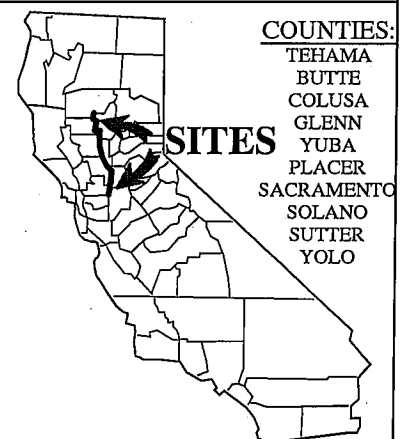 COUNTIES:
TEHAMA
BUTTE
COLUSA
GLENN
YUBA
PLACER
SACRAMENTO
SOLANO
SUTTER
YOLO
SITES